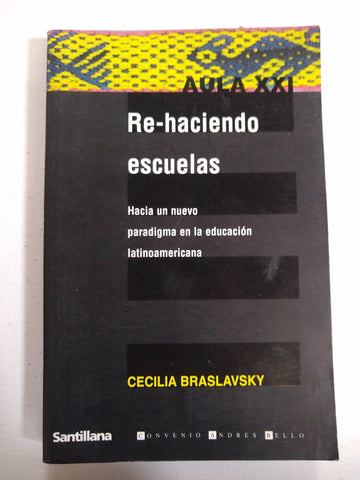 AULA XXI
Re-haciendo
escuelas
Hacia un nuevo
paradigma en la educación
latinoamericana
CECILIA BRASLAVSKY
Santillana
CONVENIO ANDRES BELLO